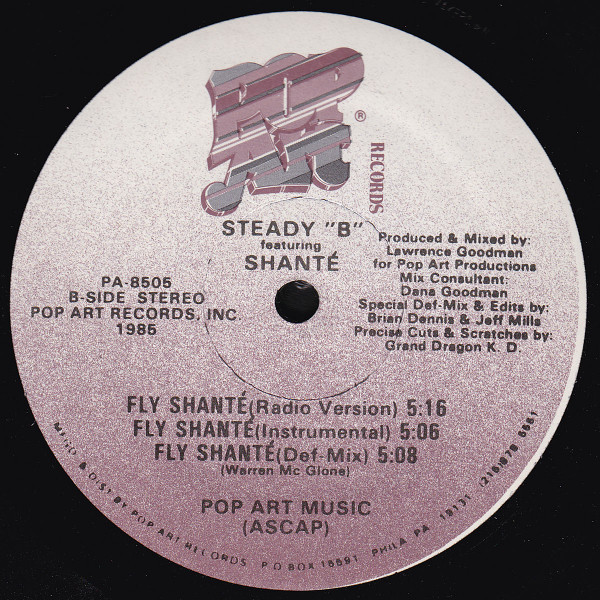 POP
ART
®
RECORDS
STEADY "B"
featuring
SHANTÉ
PA-8505
B-SIDE STEREO
POP ART RECORDS, INC.
1985
Produced & Mixed by:
Lawrence Goodman
for Pop Art Productions
Mix Consultant:
Dana Goodman
Special Def-Mix & Edits by:
Brian Dennis & Jeff Mills
Precise Cuts & Scratches by:
Grand Dragon K. D.
FLY SHANTÉ(Radio Version) 5:16
FLY SHANTÉ(Instrumental) 5:06
FLY SHANTÉ(Def-Mix) 5:08
(Warren Mc Glone)
POP ART MUSIC
(ASCAP)
& DIST BY POP ART RECORDS P.O BOX PHILA PA 19131